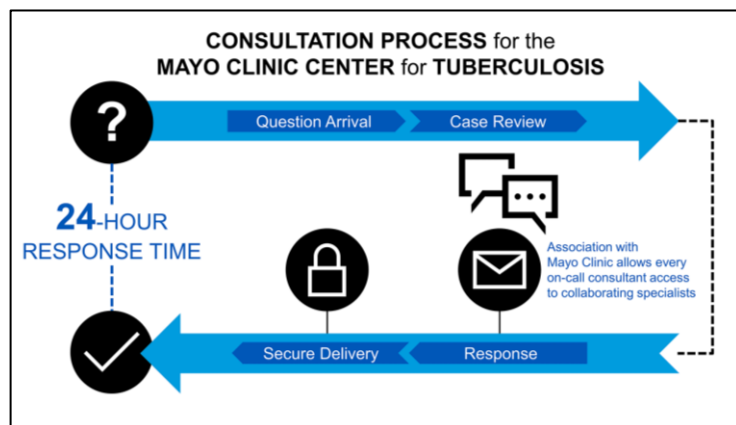 CONSULTATION PROCESS for the
MAYO CLINIC CENTER for TUBERCULOSIS
?
Question Arrival
Case Review
24-HOUR
RESPONSE TIME
Association with
Mayo Clinic allows every
on-call consultant access
to collaborating specialists
Secure Delivery
Response